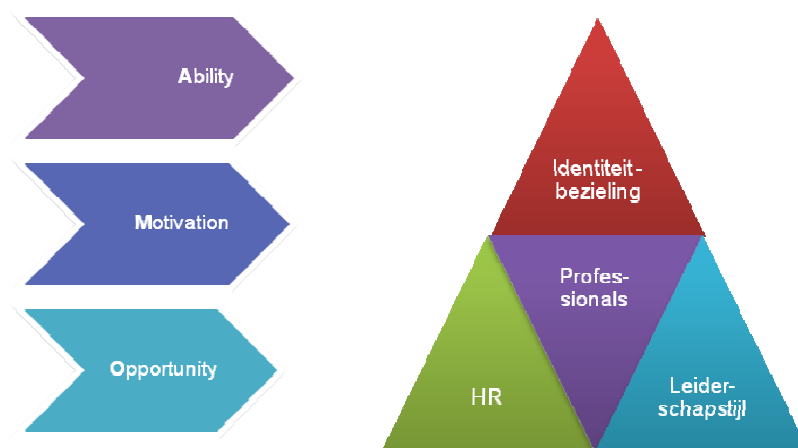 Ability
Motivation
Opportunity
Identiteit-
bezieling
Profes-
sionals
HR
Leider-
schapstijl